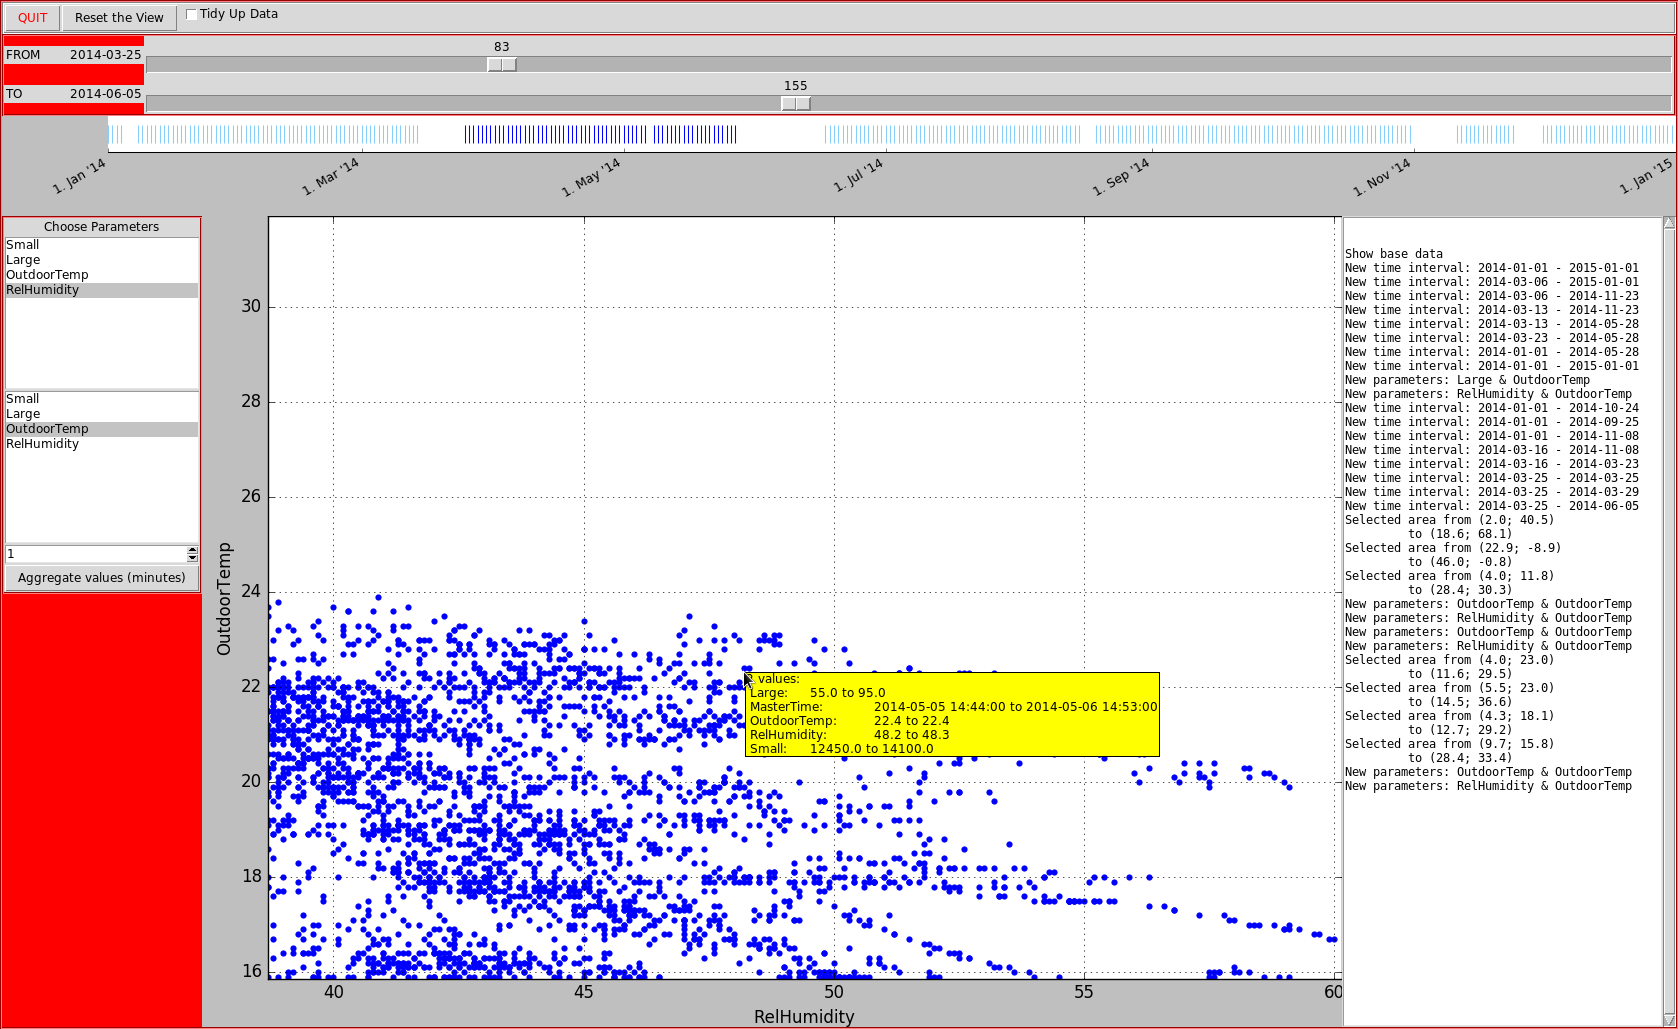 QUIT Reset the View Tidy Up Data
83
FROM 2014-03-25
155
TO 2014-06-05
1. Jan '14 1. Mar '14 1. May '14 1. Jul '14 1. Sep '14 1. Nov '14 1. Jan '15
Choose Parameters
Small
Large
OutdoorTemp
RelHumidity
Small
Large
OutdoorTemp
RelHumidity
1
Aggregate values (minutes)
OutdoorTemp
30
28
26
24
22
20
18
16
40 45 50 55 60
RelHumidity
values:
Large: 55.0 to 95.0
MasterTime: 2014-05-05 14:44:00 to 2014-05-06 14:53:00
OutdoorTemp: 22.4 to 22.4
RelHumidity: 48.2 to 48.3
Small: 12450.0 to 14100.0
Show base data
New time interval: 2014-01-01 - 2015-01-01
New time interval: 2014-03-06 - 2015-01-01
New time interval: 2014-03-06 - 2014-11-23
New time interval: 2014-03-13 - 2014-11-23
New time interval: 2014-03-13 - 2014-05-28
New time interval: 2014-03-23 - 2014-05-28
New time interval: 2014-01-01 - 2014-05-28
New time interval: 2014-01-01 - 2015-01-01
New parameters: Large & OutdoorTemp
New parameters: RelHumidity & OutdoorTemp
New time interval: 2014-01-01 - 2014-10-24
New time interval: 2014-01-01 - 2014-09-25
New time interval: 2014-01-01 - 2014-11-08
New time interval: 2014-03-16 - 2014-11-08
New time interval: 2014-03-16 - 2014-03-23
New time interval: 2014-03-25 - 2014-03-25
New time interval: 2014-03-25 - 2014-03-29
New time interval: 2014-03-25 - 2014-06-05
Selected area from (2.0; 40.5)
to (18.6; 68.1)
Selected area from (22.9; -8.9)
to (46.0; -0.8)
Selected area from (4.0; 11.8)
to (28.4; 30.3)
New parameters: OutdoorTemp & OutdoorTemp
New parameters: RelHumidity & OutdoorTemp
New parameters: OutdoorTemp & OutdoorTemp
New parameters: RelHumidity & OutdoorTemp
Selected area from (4.0; 23.0)
to (11.6; 29.5)
Selected area from (5.5; 23.0)
to (14.5; 36.6)
Selected area from (4.3; 18.1)
to (12.7; 29.2)
Selected area from (9.7; 15.8)
to (28.4; 33.4)
New parameters: OutdoorTemp & OutdoorTemp
New parameters: RelHumidity & OutdoorTemp